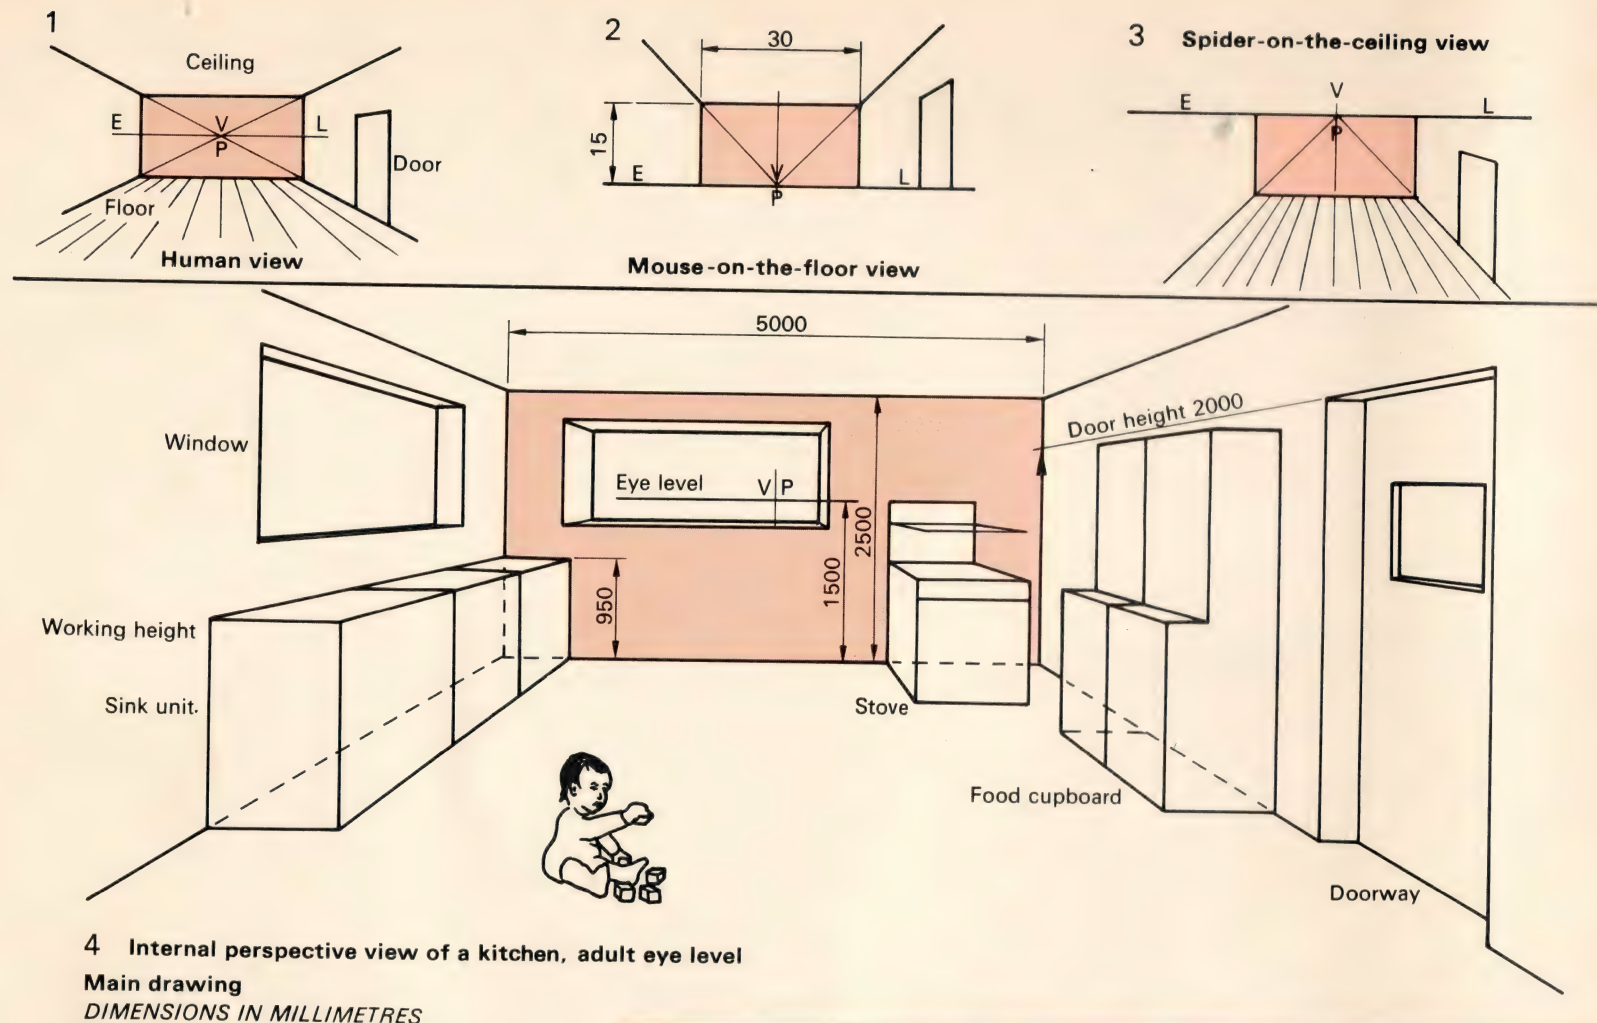 1
Ceiling
E
V
L
P
Door
Floor
Human view
2
30
15
E
V
L
P
Mouse-on-the-floor view
3 Spider-on-the-ceiling view
V
E
L
P
5000
Window
Door height 2000
Eye level
V P
950
1500
2500
Working height
Sink unit.
Stove
Food cupboard
Doorway
4 Internal perspective view of a kitchen, adult eye level
Main drawing
DIMENSIONS IN MILLIMETRES